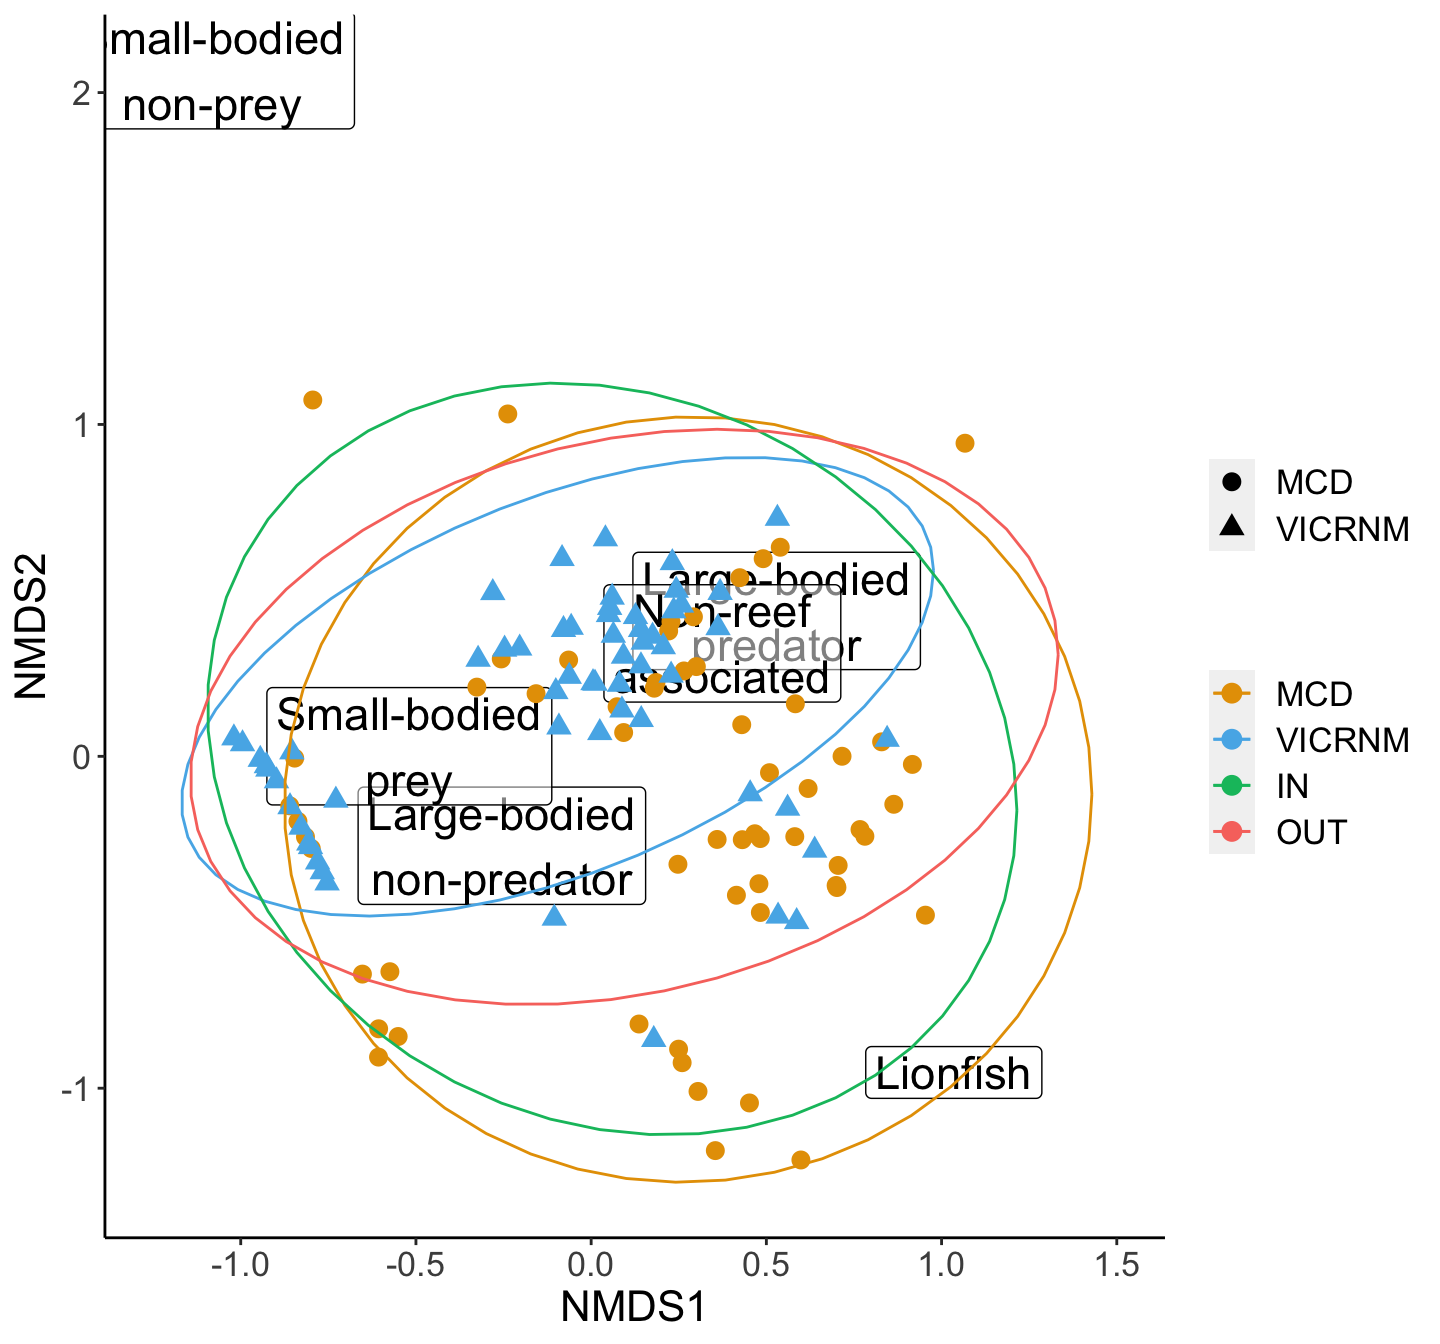 mall-bodied
non-prey
2
1
0
-1
NMDS2
Large-bodied
predator
Non-reef
associated
Small-bodied
prey
Large-bodied
non-predator
Lionfish
-1.0 -0.5 0.0 0.5 1.0 1.5
NMDS1
MCD
VICRNM
MCD
VICRNM
IN
OUT